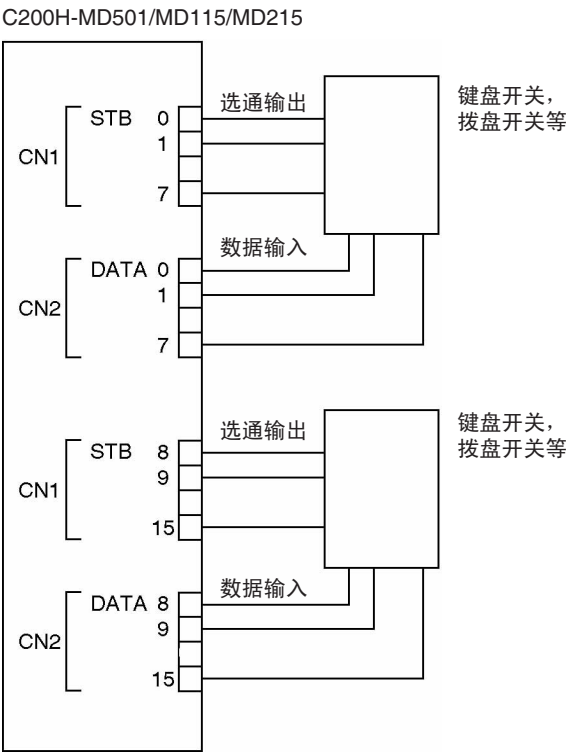 C200H-MD501/MD115/MD215
选通输出
键盘开关，
拨盘开关等
STB 0
1
CN1
7
数据输入
DATA 0
1
CN2
7
选通输出
键盘开关，
拨盘开关等
STB 8
9
CN1
15
数据输入
DATA 8
9
CN2
15